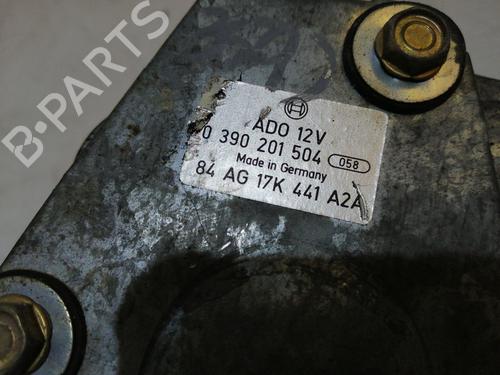 B-PARTS
ADO 12V
0 390 201 504 058
Made in Germany
84 AG 17K 441 A2A